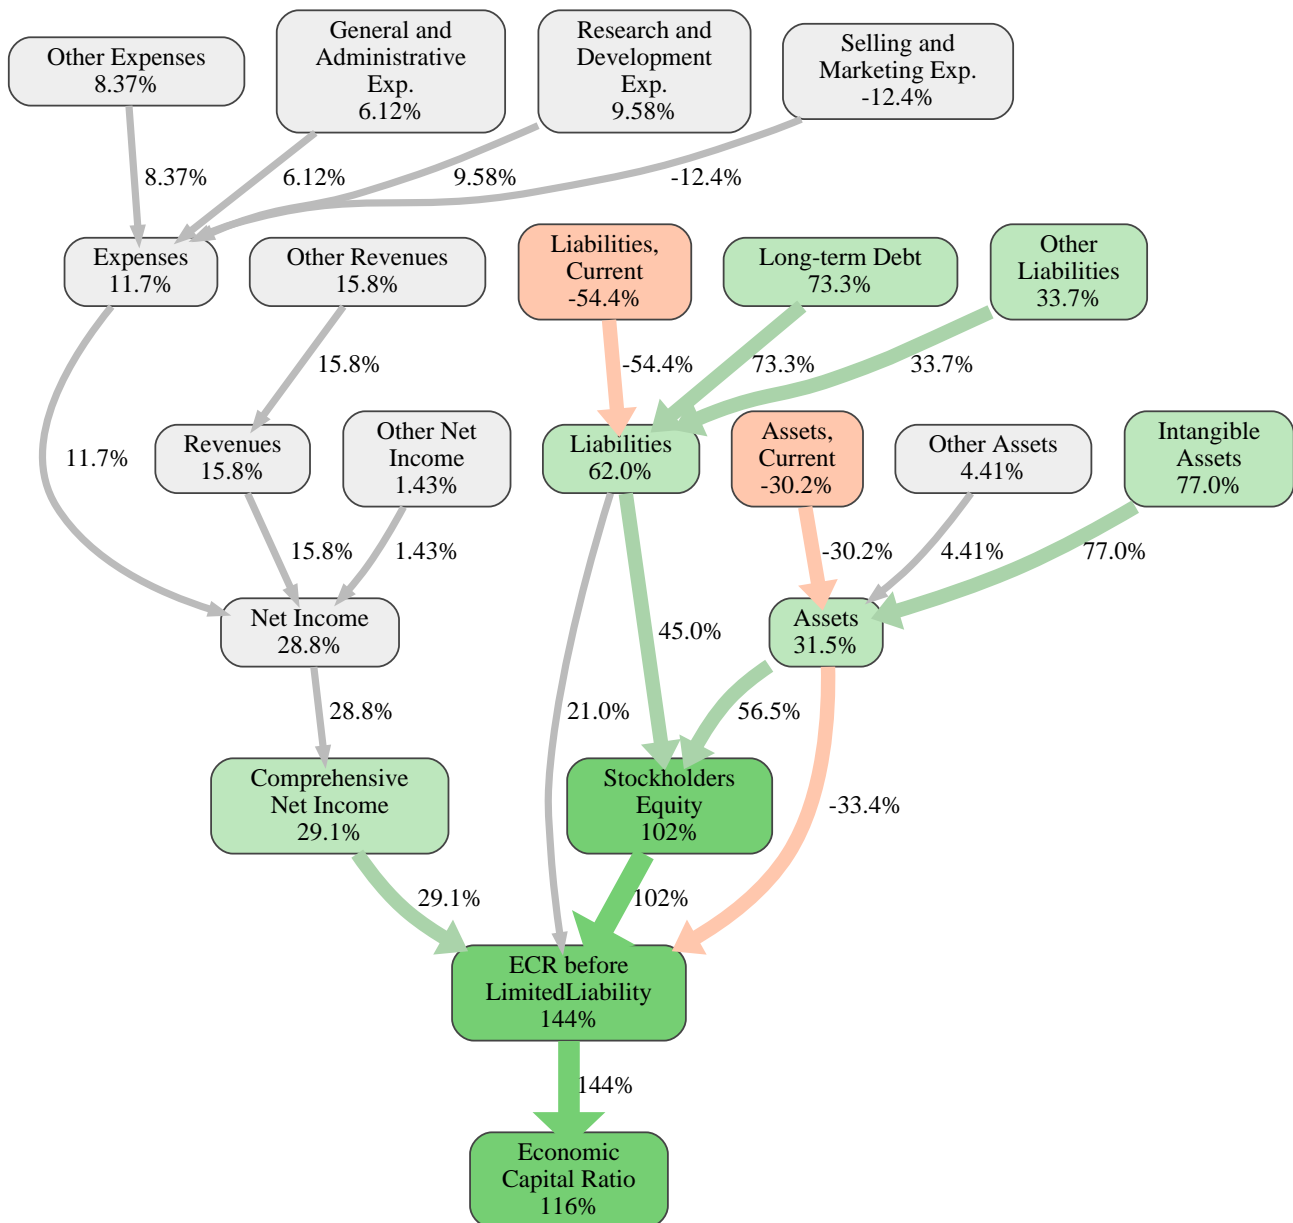 Other Expenses
8.37%
General and
Administrative
Exp.
6.12%
Research and
Development
Exp.
9.58%
Selling and
Marketing Exp.
-12.4%
8.37%
6.12%
9.58%
-12.4%
Expenses
11.7%
Other Revenues
15.8%
Liabilities,
Current
-54.4%
Long-term Debt
73.3%
Other
Liabilities
33.7%
15.8%
-54.4%
73.3%
33.7%
11.7%
Revenues
15.8%
Other Net
Income
1.43%
Liabilities
62.0%
Assets,
Current
-30.2%
Other Assets
4.41%
Intangible
Assets
77.0%
15.8%
1.43%
-30.2%
4.41%
77.0%
Net Income
28.8%
45.0%
Assets
31.5%
28.8%
21.0%
56.5%
Comprehensive
Net Income
29.1%
Stockholders
Equity
102%
-33.4%
29.1%
102%
ECR before
LimitedLiability
144%
144%
Economic
Capital Ratio
116%